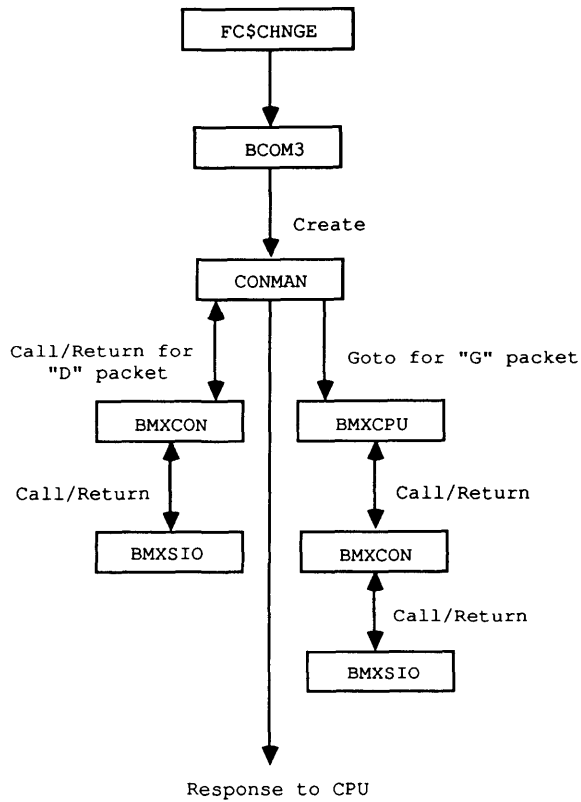 FC$CHNGE
BCOM3
Create
CONMAN
Call/Return for
"D" packet
Goto for "G" packet
BMXCON
BMXCPU
Call/Return
Call/Return
BMXSIO
BMXCON
Call/Return
BMXSIO
Response to CPU